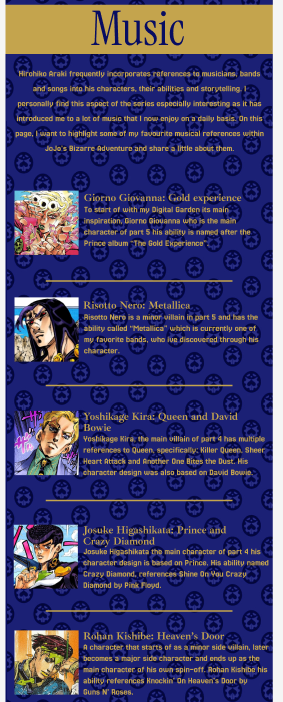 Music
Hirohiko Araki frequently incorporates references to musicians, bands
and songs into his characters, their abilities and storytelling. I
personally find this aspect of the series especially interesting as it has
introduced me to a lot of music that I now enjoy on a daily basis. On this
page, I want to highlight some of my favourite musical references within
JoJo's Bizarre Adventure and share a little about them.
Giorno Giovanna: Gold experience
To start of with my Digital Garden its main
inspiration, Giorno Giovanna who is the main
character of part 5 his ability is named after the
Prince album "The Gold Experience".
Risotto Nero: Metallica
Risotto Nero is a minor villain in part 5 and has the
ability called "Metallica" which is currently one of
my favorite bands, who ive discovered through his
character.
Yoshikage Kira: Queen and David
Bowie
Yoshikage Kira, the main villain of part 4 has multiple
references to Queen, specifically: Killer Queen, Sheer
Heart Attack and Another One Bites the Dust. His
character design was also based on David Bowie.
Josuke Higashikata: Prince and
Crazy Diamond
Josuke Higashikata the main character of part 4 his
character design is based on Prince. His ability named
Crazy Diamond, references Shine On You Crazy
Diamond by Pink Floyd.
Rohan Kishibe: Heaven's Door
A character that starts of as a minor side villain, later
becomes a major side character and ends up as the
main character of his own spin-off. Rohan Kishibe his
ability references Knockin' On Heaven's Door by
Guns N' Roses.